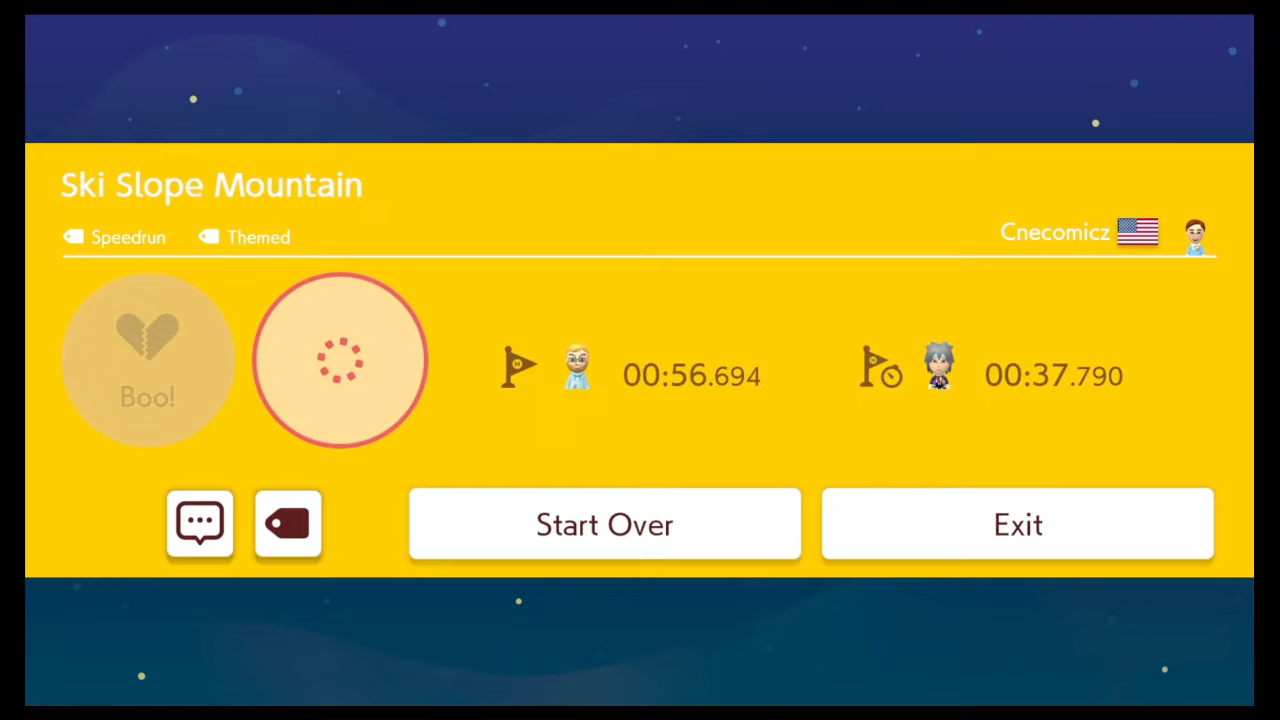 Ski Slope Mountain
Speedrun Themed
Cnecomicz
Boo!
00:56.694
00:37.790
Start Over
Exit